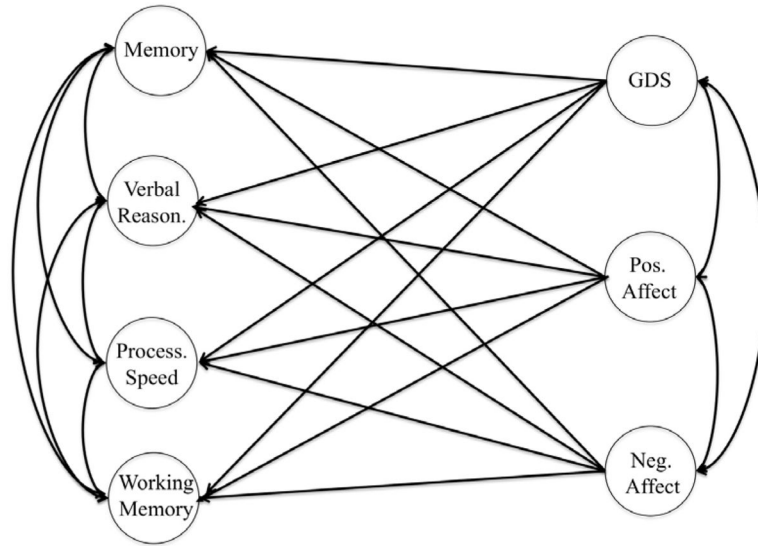 Memory
GDS
Verbal
Reason.
Pos.
Affect
Process.
Speed
Working
Memory
Neg.
Affect